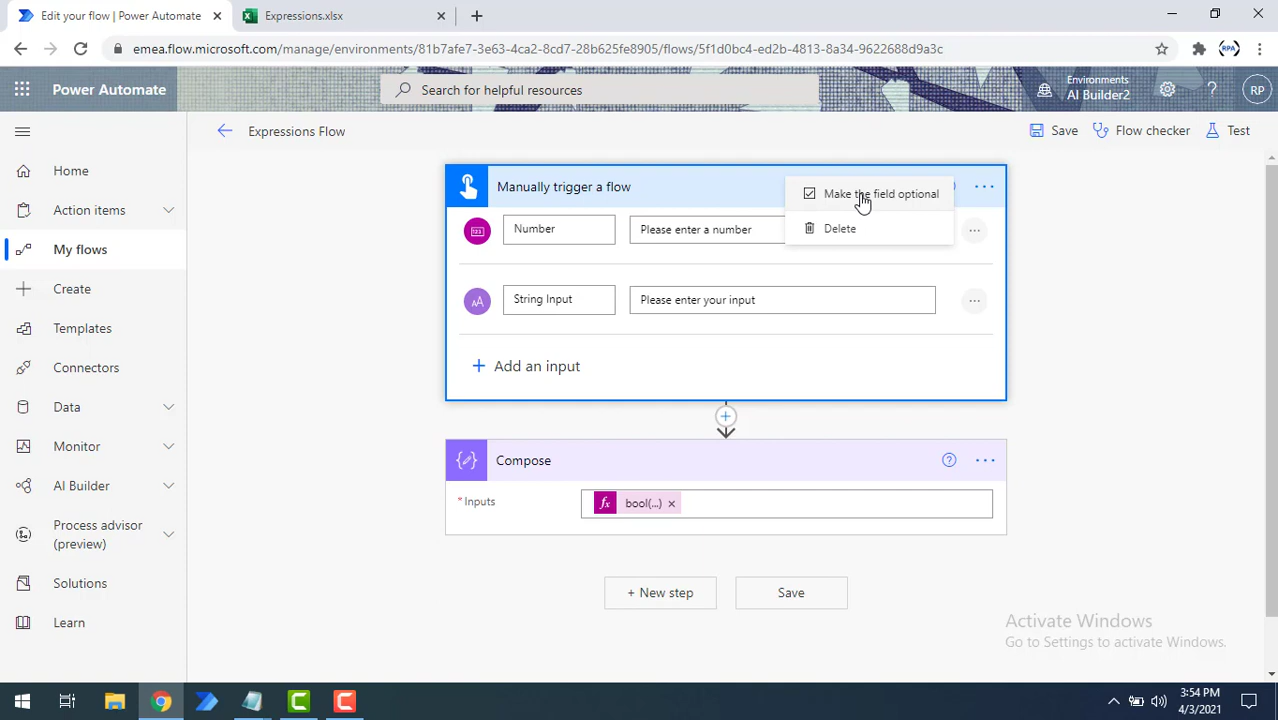 Edit your flow | Power Automate
Expressions.xlsx
emea.flow.microsoft.com/manage/environments/81b7afe7-3e63-4ca2-8cd7-28b625fe8905/flows/5f1d0bc4-ed2b-4813-8a34-9622688d9a3c
RPA
Power Automate
Search for helpful resources
Environments
AI Builder2
RP
Expressions Flow
Save
Flow checker
Test
Home
Action items
My flows
Create
Templates
Connectors
Data
Monitor
AI Builder
Process advisor
(preview)
Solutions
Learn
Manually trigger a flow
Make the field optional
Delete
123
Number
Please enter a number
AA
String Input
Please enter your input
Add an input
Compose
* Inputs
fx
bool(...)
+ New step
Save
Activate Windows
Go to Settings to activate Windows.
3:54 PM
4/3/2021